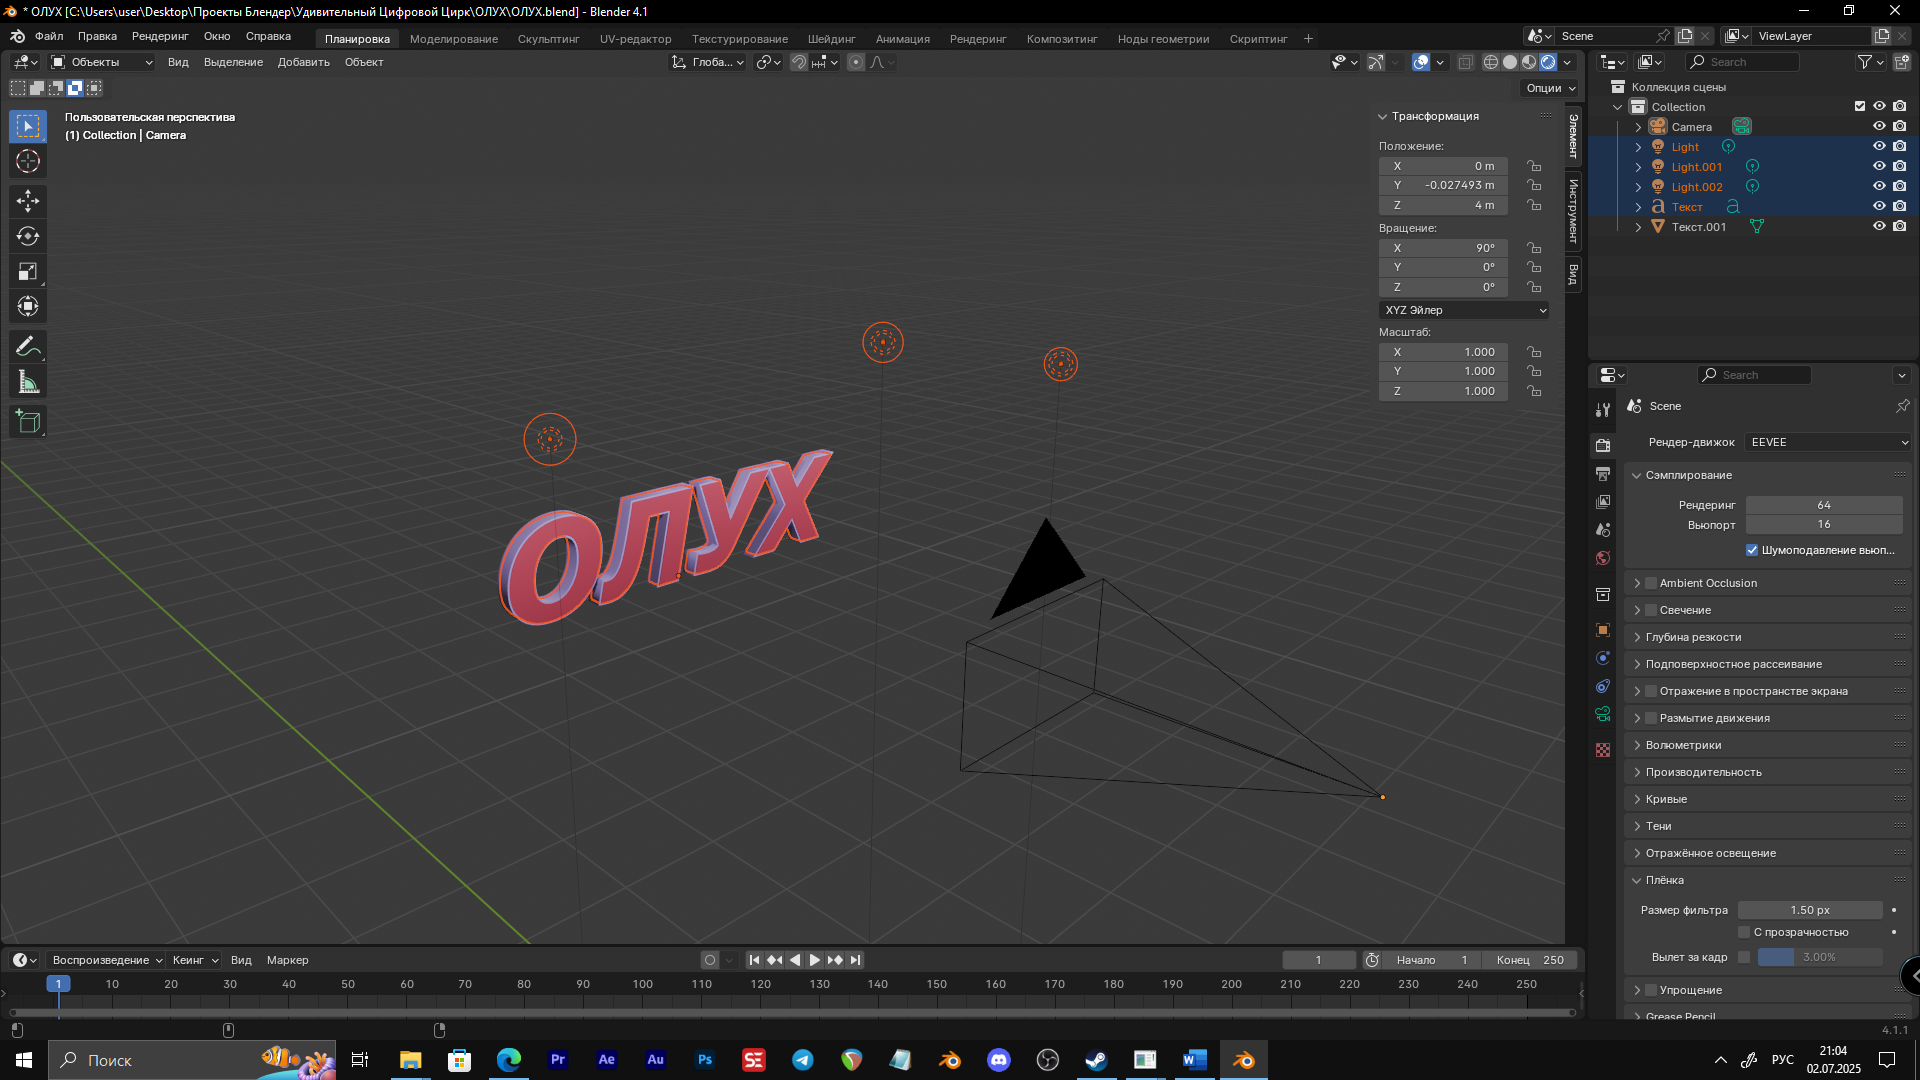 * ОЛУХ [C:\Users\user\Desktop\Проекты Блендер\Удивительный Цифровой Цирк\ОЛУХ\ОЛУХ.blend] - Blender 4.1
Файл Правка Рендеринг Окно Справка Планировка Моделирование Скульптинг UV-редактор Текстурирование Шейдинг Анимация Рендеринг Композитинг Ноды геометрии Скриптинг + Scene ViewLayer
Объекты Вид Выделение Добавить Объект Глоба... Search
Опции
Пользовательская перспектива
(1) Collection | Camera
Трансформация
Положение:
X 0 m
Y -0.027493 m
Z 4 m
Вращение:
X 90°
Y 0°
Z 0°
XYZ Эйлер
Масштаб:
X 1.000
Y 1.000
Z 1.000
Элемент
Инструмент
Вид
ОЛУХ
Коллекция сцены
Collection
Camera
Light
Light.001
Light.002
Текст
Текст.001
Search
Scene
Рендер-движок EEVEE
Сэмплирование
Рендеринг 64
Вьюпорт 16
Шумоподавление вьюп...
Ambient Occlusion
Свечение
Глубина резкости
Подповерхностное рассеивание
Отражение в пространстве экрана
Размытие движения
Волюметрики
Производительность
Кривые
Тени
Отражённое освещение
Плёнка
Размер фильтра 1.50 px
С прозрачностью
Вылет за кадр 3.00%
Упрощение
Grease Pencil
Воспроизведение Кеинг Вид Маркер 1 Начало 1 Конец 250
1 10 20 30 40 50 60 70 80 90 100 110 120 130 140 150 160 170 180 190 200 210 220 230 240 250
4.1.1
Поиск Pr Ae Au Ps SE W РУС 21:04
02.07.2025